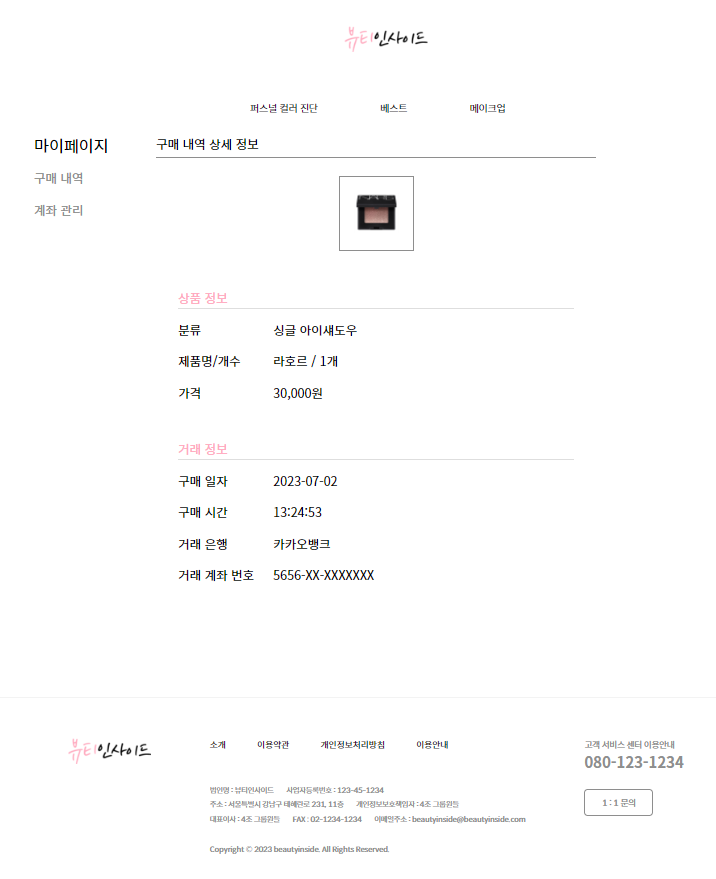 뷰티인사이드
퍼스널 컬러 진단 베스트 메이크업
마이페이지
구매 내역
계좌 관리
구매 내역 상세 정보
상품 정보
분류 싱글 아이섀도우
제품명/개수 라호르 / 1개
가격 30,000원
거래 정보
구매 일자 2023-07-02
구매 시간 13:24:53
거래 은행 카카오뱅크
거래 계좌 번호 5656-XX-XXXXXXX
뷰티인사이드
소개 이용약관 개인정보처리방침 이용안내
법인명 : 뷰티인사이드 사업자등록번호 : 123-45-1234
주소 : 서울특별시 강남구 테헤란로 231, 11층 개인정보보호책임자 : 4조 그룹원들
대표이사 : 4조 그룹원들 FAX : 02-1234-1234 이메일주소 : beautyinside@beautyinside.com
Copyright © 2023 beautyinside. All Rights Reserved.
고객 서비스 센터 이용안내
080-123-1234
1 : 1 문의